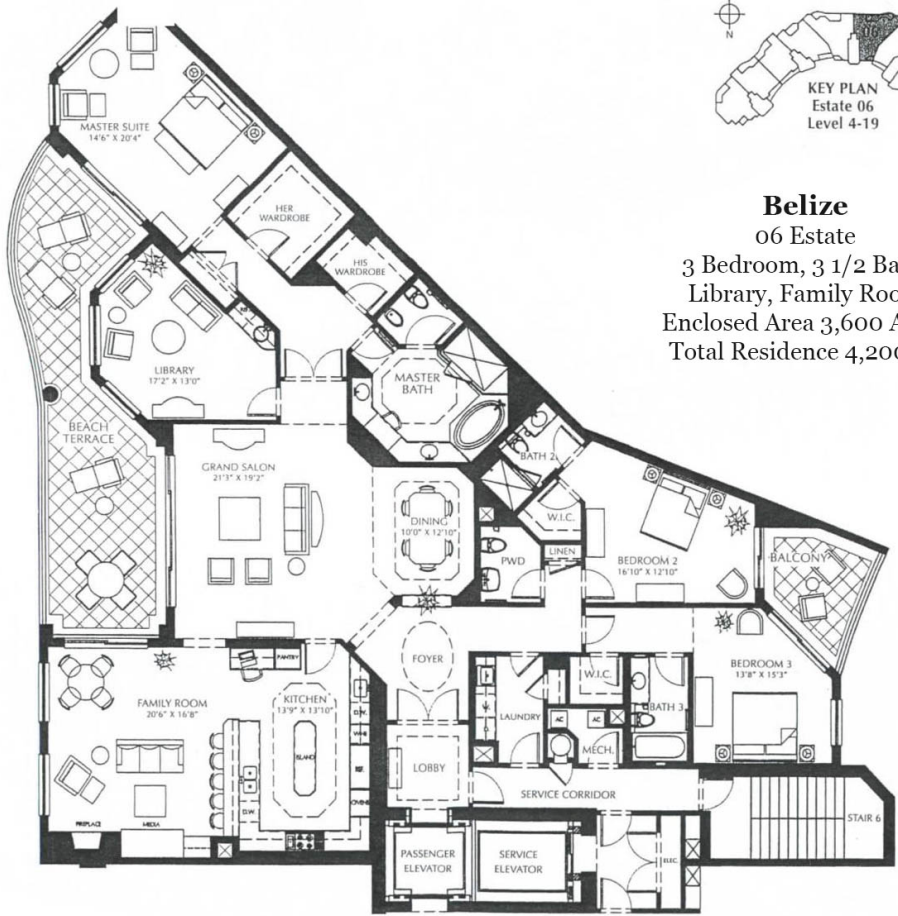 N
06
KEY PLAN
Estate 06
Level 4-19
Belize
06 Estate
3 Bedroom, 3 1/2 Ba
Library, Family Roo
Enclosed Area 3,600 A
Total Residence 4,200
MASTER SUITE
14'6" X 20'4"
HER
WARDROBE
HIS
WARDROBE
LIBRARY
17'2" X 13'0"
MASTER
BATH
BEACH
TERRACE
GRAND SALON
21'3" X 19'2"
DINING
10'0" X 12'10"
BATH 2
W.I.C.
LINEN
PWD
BEDROOM 2
16'10" X 12'10"
BALCONY
FOYER
BEDROOM 3
13'8" X 15'3"
W.I.C.
BATH 3
LAUNDRY
AC
AC
MECH.
PANTRY
FAMILY ROOM
20'6" X 16'8"
KITCHEN
13'9" X 13'10"
ISLAND
D.W.
REF.
OVENS
D.W.
LOBBY
SERVICE CORRIDOR
STAIR 6
FIREPLACE
MEDIA
PASSENGER
ELEVATOR
SERVICE
ELEVATOR
ELEC.